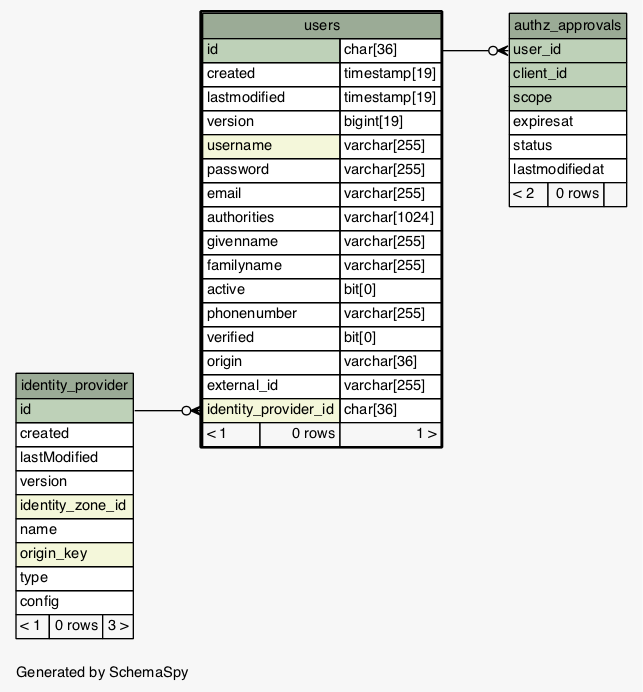 users
id char[36]
created timestamp[19]
lastmodified timestamp[19]
version bigint[19]
username varchar[255]
password varchar[255]
email varchar[255]
authorities varchar[1024]
givenname varchar[255]
familyname varchar[255]
active bit[0]
phonenumber varchar[255]
verified bit[0]
origin varchar[36]
external_id varchar[255]
identity_provider_id char[36]
< 1 0 rows 1 >
authz_approvals
user_id
client_id
scope
expiresat
status
lastmodifiedat
< 2 0 rows
identity_provider
id
created
lastModified
version
identity_zone_id
name
origin_key
type
config
< 1 0 rows 3 >
Generated by SchemaSpy